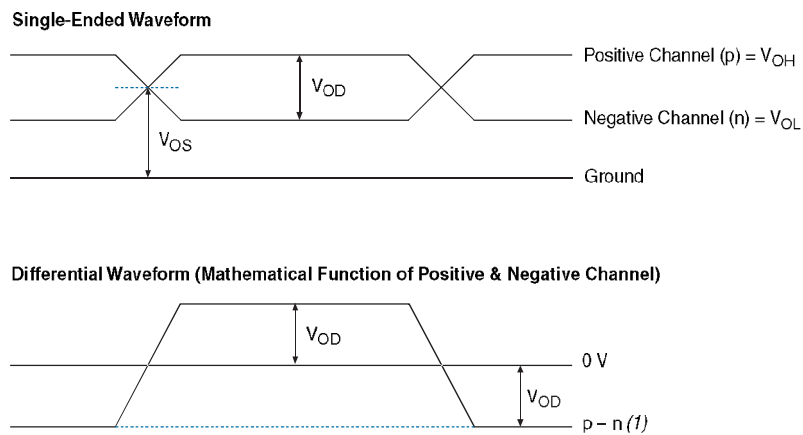 Single-Ended Waveform
Positive Channel (p) = VOH
VOD
Negative Channel (n) = VOL
VOS
Ground
Differential Waveform (Mathematical Function of Positive & Negative Channel)
VOD
0 V
VOD
p – n (1)